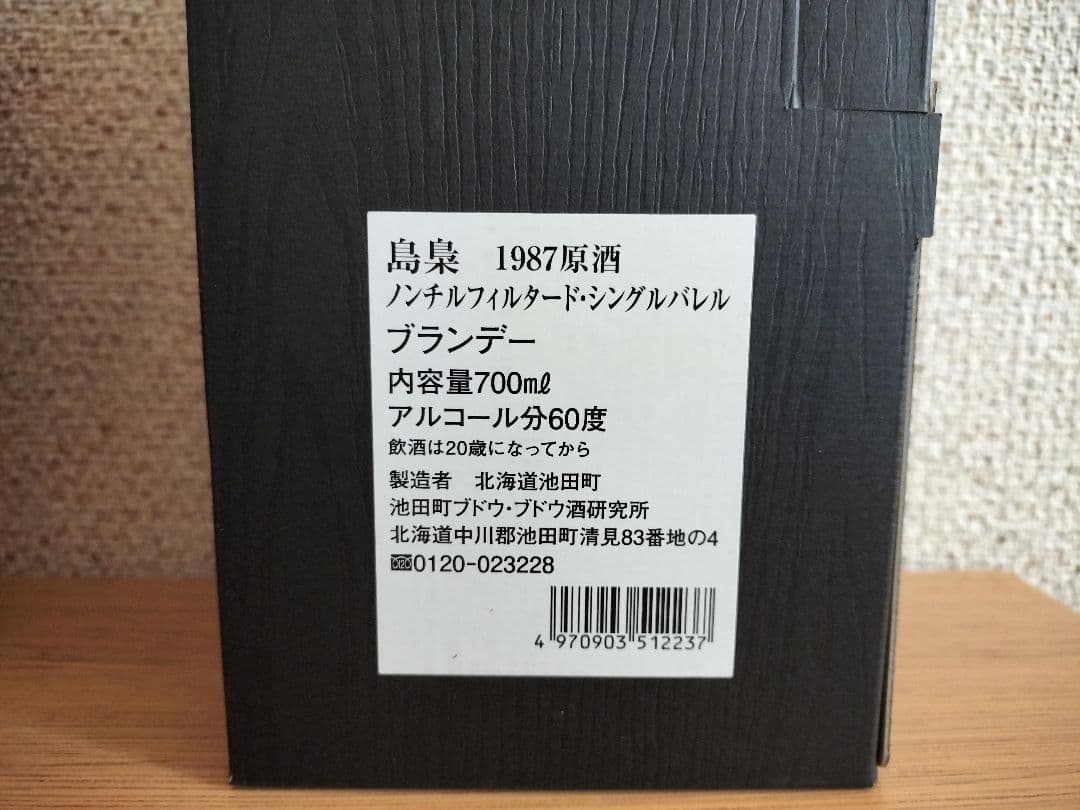 島梟　1987原酒
ノンチルフィルタード・シングルバレル
ブランデー
内容量700mℓ
アルコール分60度
飲酒は20歳になってから
製造者　北海道池田町
池田町ブドウ・ブドウ酒研究所
北海道中川郡池田町清見83番地の4
0120-023228
4 970903 512237